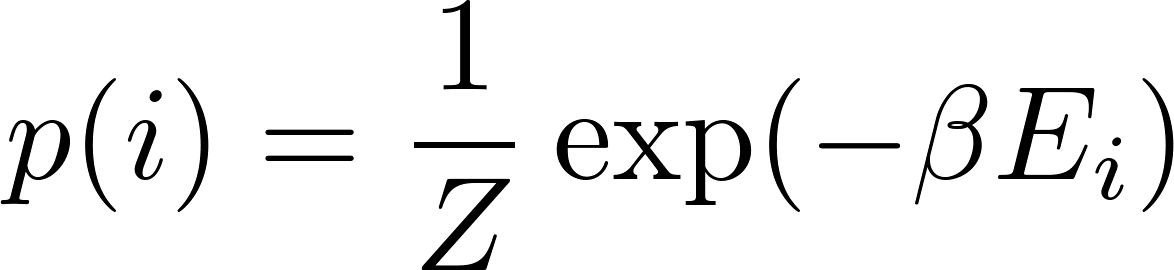 p(i) = \frac{1}{Z} \exp(-\beta E_i)